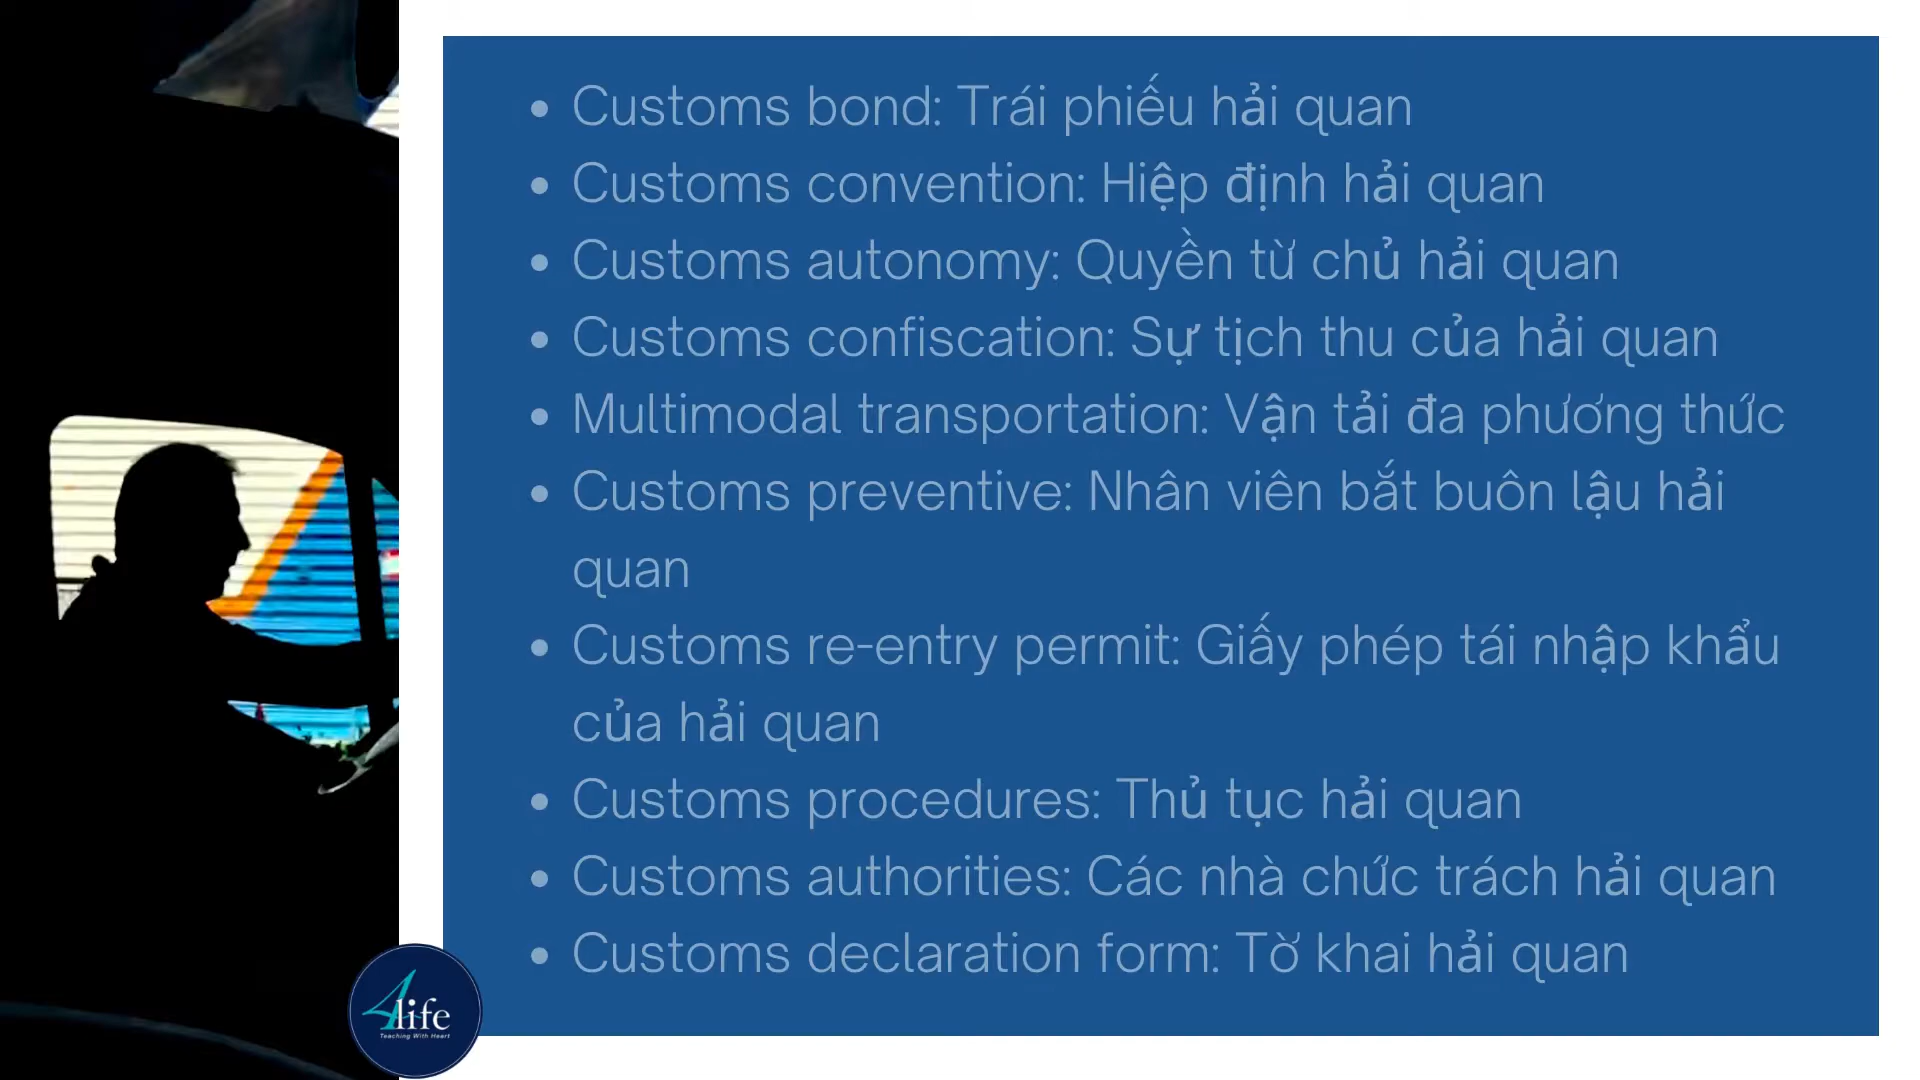 • Customs bond: Trái phiếu hải quan
• Customs convention: Hiệp định hải quan
• Customs autonomy: Quyền từ chủ hải quan
• Customs confiscation: Sự tịch thu của hải quan
• Multimodal transportation: Vận tải đa phương thức
• Customs preventive: Nhân viên bắt buôn lậu hải
quan
• Customs re-entry permit: Giấy phép tái nhập khẩu
của hải quan
• Customs procedures: Thủ tục hải quan
• Customs authorities: Các nhà chức trách hải quan
• Customs declaration form: Tờ khai hải quan
4life
Teaching With Heart